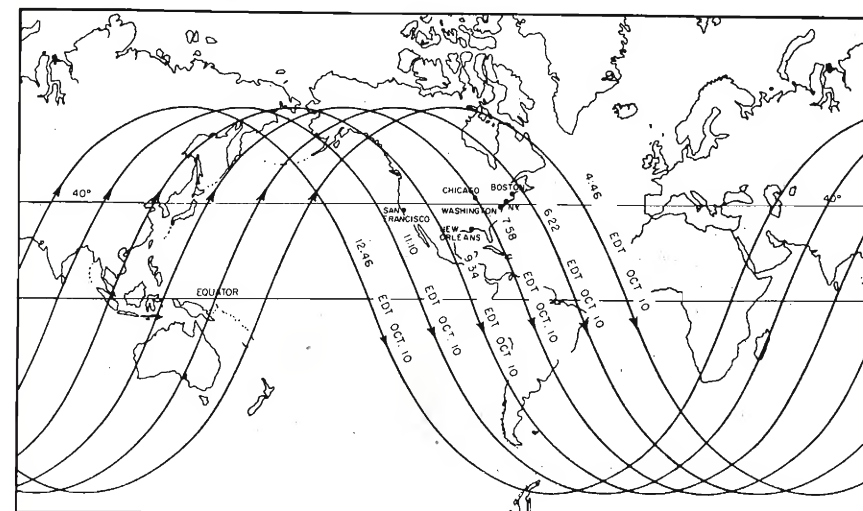 40°
40°
CHICAGO
BOSTON
N.Y.
WASHINGTON
SAN
FRANCISCO
NEW
ORLEANS
EQUATOR
12:46 EDT OCT. 10
11:10 EDT OCT. 10
9:34 EDT OCT. 10
7:58 EDT OCT. 10
6:22 EDT OCT. 10
4:46 EDT OCT 10